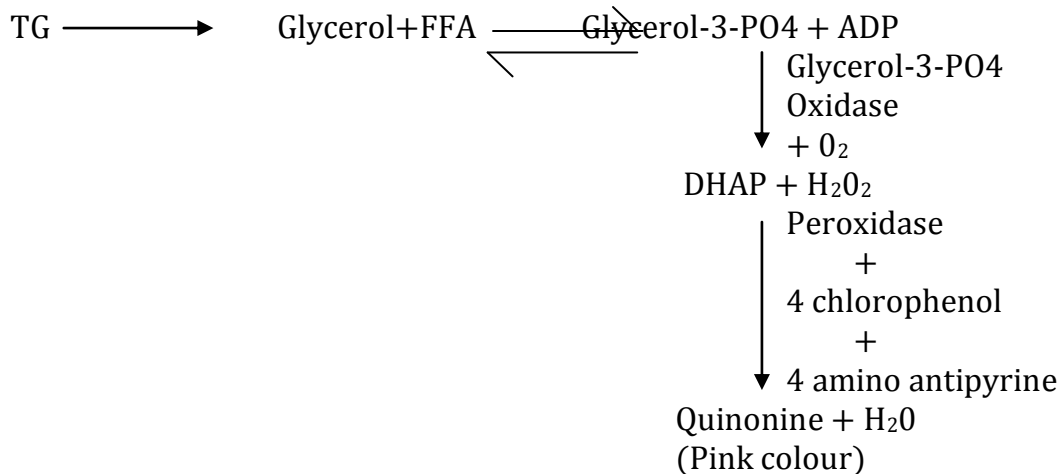 TG Glycerol+FFA Glycerol-3-PO4 + ADP
Glycerol-3-PO4
Oxidase
+ 0₂
DHAP + H₂0₂
Peroxidase
+
4 chlorophenol
+
4 amino antipyrine
Quinonine + H₂0
(Pink colour)